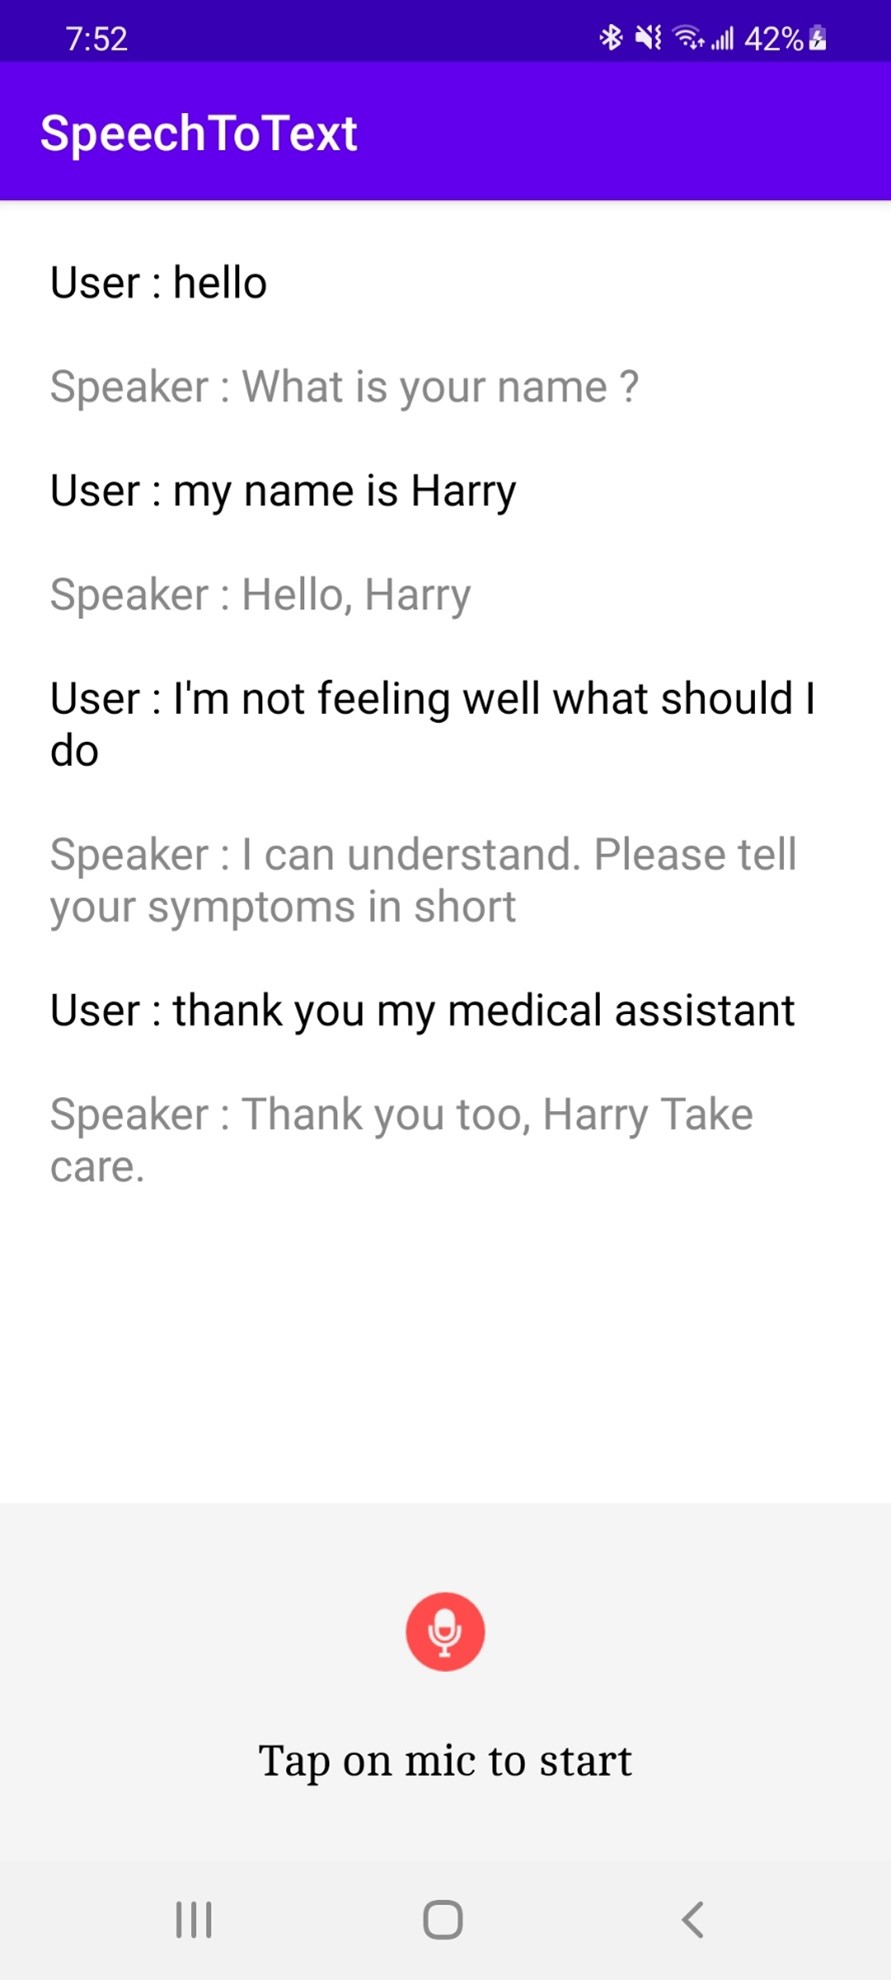 7:52 42%
SpeechToText
User : hello
Speaker : What is your name ?
User : my name is Harry
Speaker : Hello, Harry
User : I'm not feeling well what should I
do
Speaker : I can understand. Please tell
your symptoms in short
User : thank you my medical assistant
Speaker : Thank you too, Harry Take
care.
Tap on mic to start